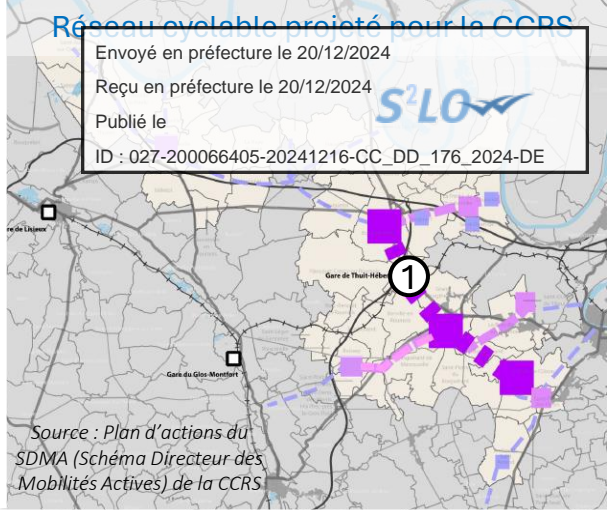 Réseau cyclable projeté pour la CCRS
Envoyé en préfecture le 20/12/2024
Reçu en préfecture le 20/12/2024
S²LO
Publié le
ID : 027-200066405-20241216-CC_DD_176_2024-DE
re de Lisieux
Gare de Thuit-Héber
1
Gare du Glos-Montfort
Source : Plan d’actions du
SDMA (Schéma Directeur des
Mobilités Actives) de la CCRS